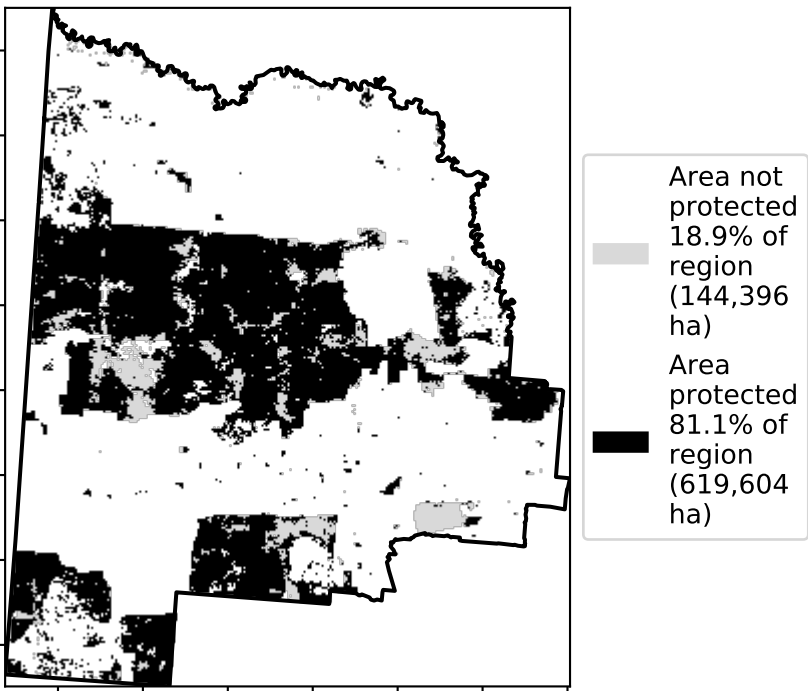 Area not
protected
18.9% of
region
(144,396
ha)
Area
protected
81.1% of
region
(619,604
ha)